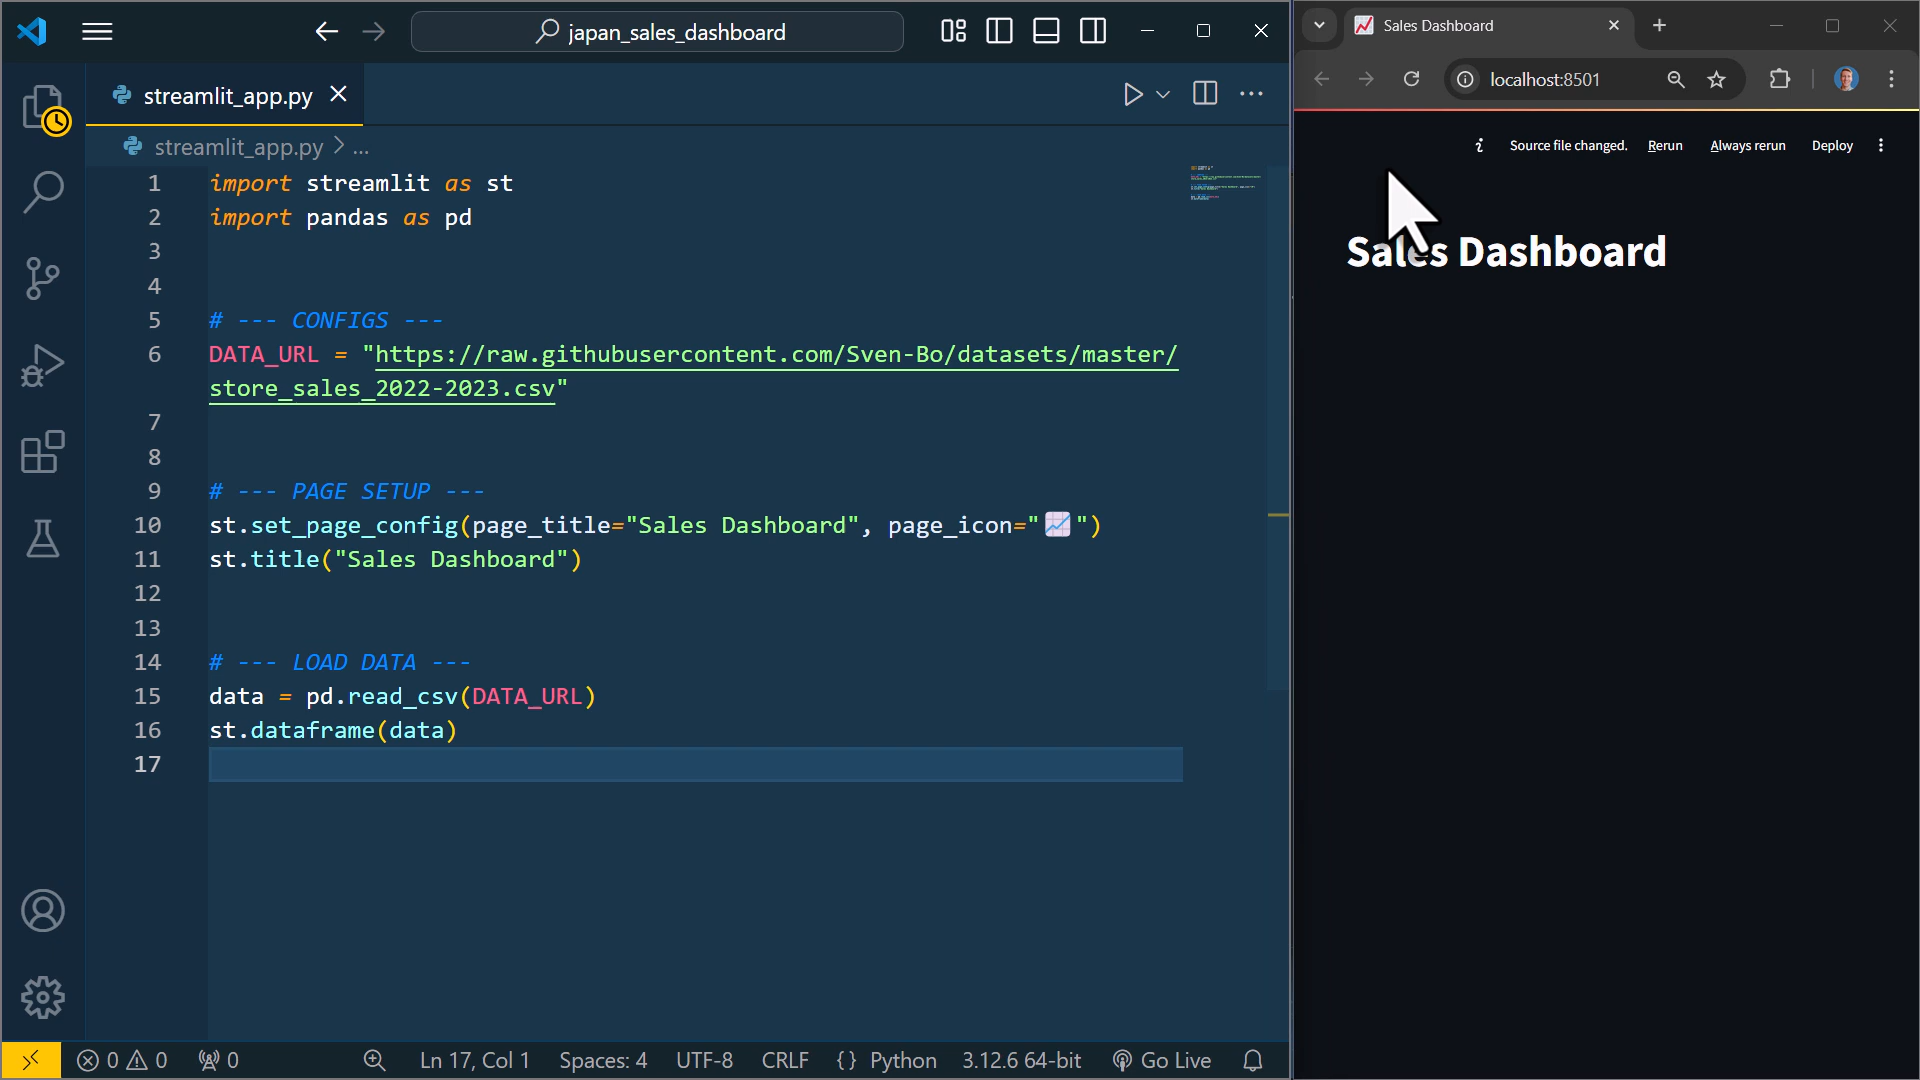 japan_sales_dashboard
streamlit_app.py
streamlit_app.py > ...
1 import streamlit as st
2 import pandas as pd
3
4
5 # --- CONFIGS ---
6 DATA_URL = "https://raw.githubusercontent.com/Sven-Bo/datasets/master/
store_sales_2022-2023.csv"
7
8
9 # --- PAGE SETUP ---
10 st.set_page_config(page_title="Sales Dashboard", page_icon="📈")
11 st.title("Sales Dashboard")
12
13
14 # --- LOAD DATA ---
15 data = pd.read_csv(DATA_URL)
16 st.dataframe(data)
17
0 0 0 Ln 17, Col 1 Spaces: 4 UTF-8 CRLF {} Python 3.12.6 64-bit Go Live
Sales Dashboard
localhost:8501
Source file changed. Rerun Always rerun Deploy
Sales Dashboard